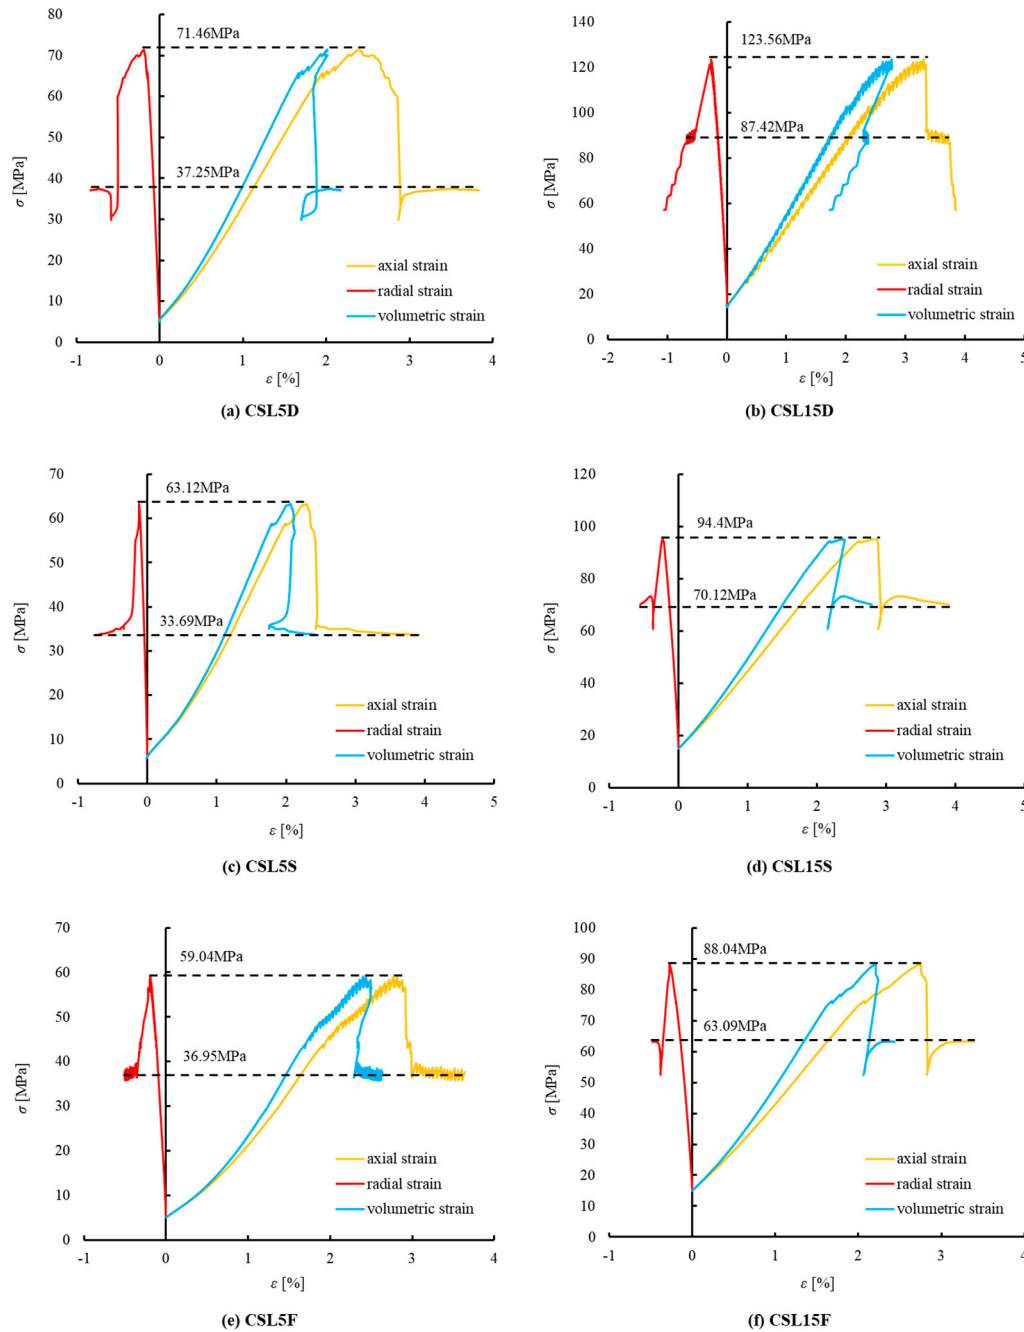 80
70
60
50
40
30
20
10
0
σ [MPa]
71.46MPa
37.25MPa
axial strain
radial strain
volumetric strain
-1 0 1 2 3 4
ε [%]
(a) CSL5D
140
120
100
80
60
40
20
0
σ [MPa]
123.56MPa
87.42MPa
axial strain
radial strain
volumetric strain
-2 -1 0 1 2 3 4 5
ε [%]
(b) CSL15D
70
60
50
40
30
20
10
0
σ [MPa]
63.12MPa
33.69MPa
axial strain
radial strain
volumetric strain
-1 0 1 2 3 4 5
ε [%]
(c) CSL5S
120
100
80
60
40
20
0
σ [MPa]
94.4MPa
70.12MPa
axial strain
radial strain
volumetric strain
-1 0 1 2 3 4 5
ε [%]
(d) CSL15S
70
60
50
40
30
20
10
0
σ [MPa]
59.04MPa
36.95MPa
axial strain
radial strain
volumetric strain
-1 0 1 2 3 4
ε [%]
(e) CSL5F
100
90
80
70
60
50
40
30
20
10
0
σ [MPa]
88.04MPa
63.09MPa
axial strain
radial strain
volumetric strain
-1 0 1 2 3 4
ε [%]
(f) CSL15F